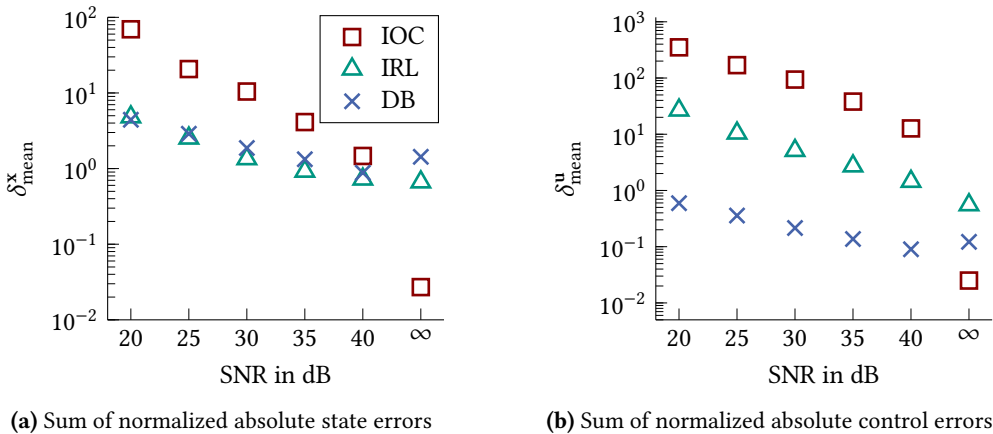 10^2
10^1
10^0
10^−1
10^−2
δ^x_mean
IOC
IRL
DB
20 25 30 35 40 ∞
SNR in dB
(a) Sum of normalized absolute state errors
10^3
10^2
10^1
10^0
10^−1
10^−2
δ^u_mean
20 25 30 35 40 ∞
SNR in dB
(b) Sum of normalized absolute control errors